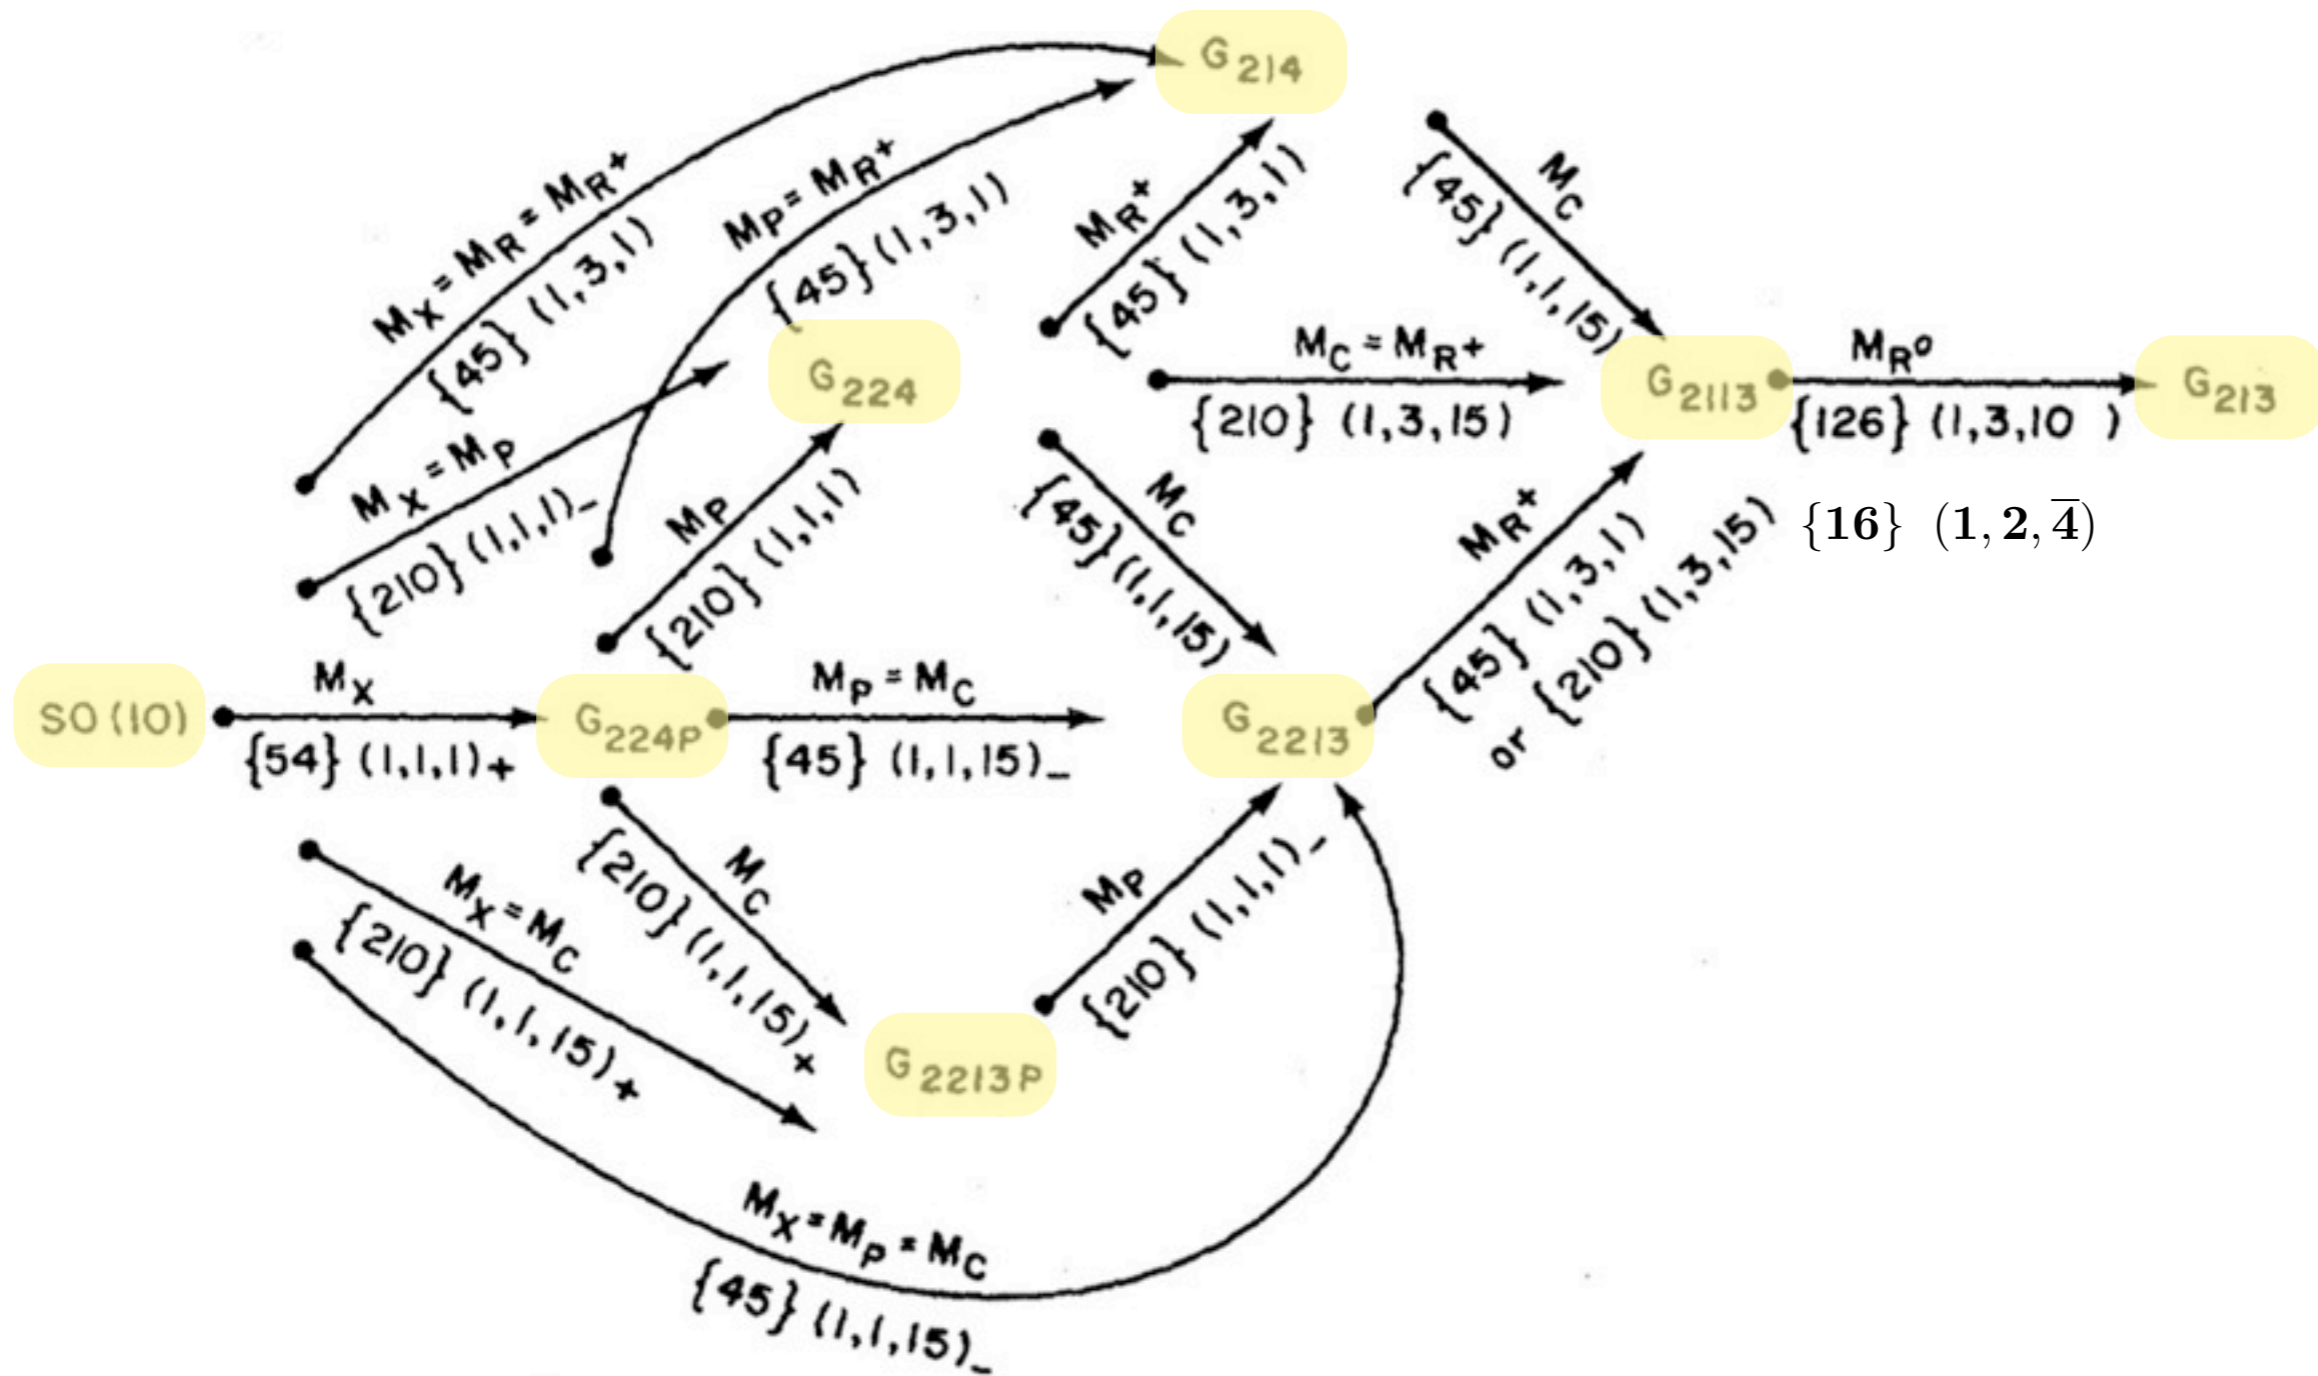 G214
MX = MR = MR+
{45} (1,3,1)
MP = MR+
{45} (1,3,1)
MR+
{45} (1,3,1)
MC
{45} (1,1,15)
G224
MX = MP
{210} (1,1,1)-
MP
{210} (1,1,1)
MC = MR+
{210} (1,3,15)
G2113
MRo
{126} (1,3,10 )
{16} (1, 2, 4̅)
G213
MC
{45} (1,1,15)
MR+
{45} (1,3,1)
or {210} (1,3,15)
SO(10)
MX
{54} (1,1,1)+
G224P
MP = MC
{45} (1,1,15)-
G2213
MC
{210} (1,1,15)+
MX = MC
{210} (1,1,15)+
G2213P
MP
{210} (1,1,1)-
MX = MP = MC
{45} (1,1,15)-